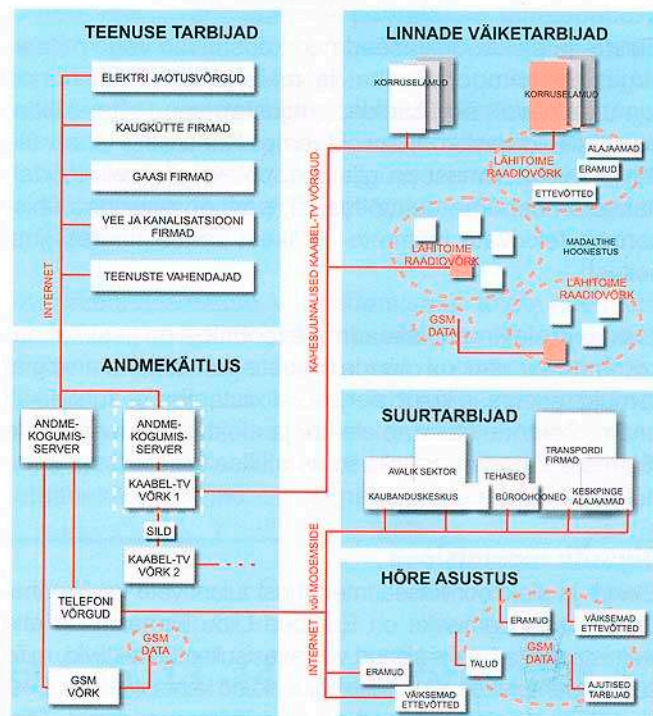 TEENUSE TARBIJAD
ELEKTRI JAOTUSVÕRGUD
KAUGKÜTTE FIRMAD
GAASI FIRMAD
VEE JA KANALISATSIOONI
FIRMAD
TEENUSTE VAHENDAJAD
INTERNET
LINNADE VÄIKETARBIJAD
KORRUSELAMUD
KORRUSELAMUD
LÄHITOIME
RAADIOVÕRK
ALAJAAMAD
ERAMUD
ETTEVÕTTED
KAHESUUNALISED KAABEL-TV VÕRGUD
LÄHITOIME
RAADIOVÕRK
MADALTIHE
HOONESTUS
LÄHITOIME
RAADIOVÕRK
GSM
DATA
ANDMEKÄITLUS
ANDME-
KOGUMIS-
SERVER
ANDME-
KOGUMIS-
SERVER
KAABEL-TV
VÕRK 1
SILD
KAABEL-TV
VÕRK 2
TELEFONI
VÕRGUD
GSM
DATA
GSM
VÕRK
SUURTARBIJAD
AVALIK SEKTOR
KAUBANDUSKESKUS
TEHASED
BÜROOHOONED
TRANSPORDI
FIRMAD
KESKPINGE
ALAJAAMAD
INTERNET või MODEMSIDE
HÕRE ASUSTUS
ERAMUD
VÄIKSEMAD
ETTEVÕTTED
TALUD
GSM
DATA
AJUTISED
TARBIJAD
ERAMUD
VÄIKSEMAD
ETTEVÕTTED